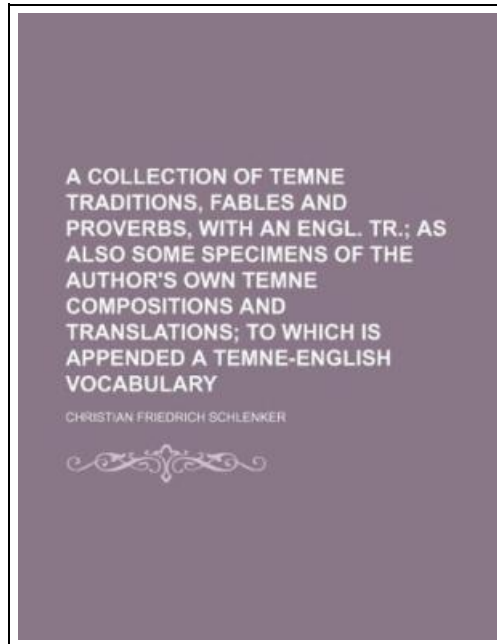 A COLLECTION OF TEMNE
TRADITIONS, FABLES AND
PROVERBS, WITH AN ENGL. TR.; AS
ALSO SOME SPECIMENS OF THE
AUTHOR'S OWN TEMNE
COMPOSITIONS AND
TRANSLATIONS; TO WHICH IS
APPENDED A TEMNE-ENGLISH
VOCABULARY
CHRISTIAN FRIEDRICH SCHLENKER